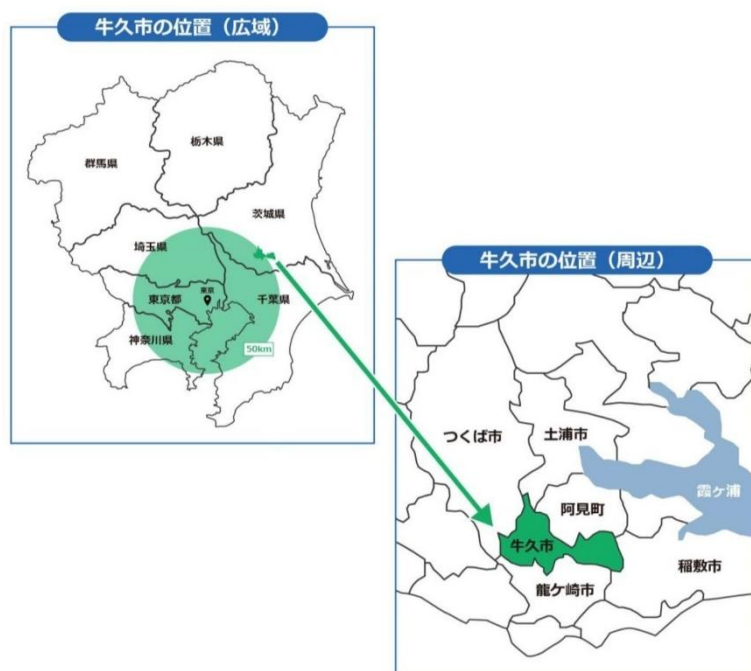 牛久市の位置（広域）
栃木県
群馬県
茨城県
埼玉県
東京
東京都
千葉県
神奈川県
50km
牛久市の位置（周辺）
つくば市
土浦市
霞ヶ浦
阿見町
牛久市
稲敷市
龍ケ崎市